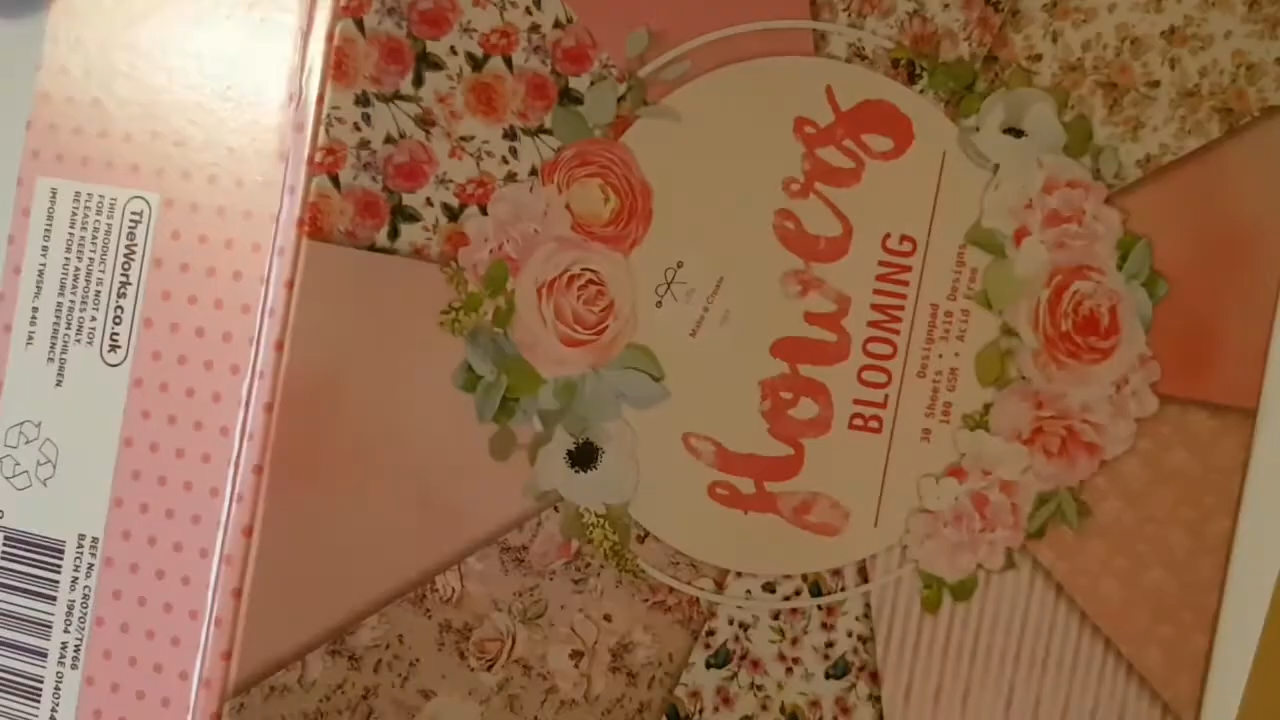 flowers
BLOOMING
Designpad
30 Sheets • 3x10 Designs
100 GSM • Acid Free
Make & Create
TheWorks.co.uk
THIS PRODUCT IS NOT A TOY.
FOR CRAFT PURPOSES ONLY.
PLEASE KEEP AWAY FROM CHILDREN.
RETAIN FOR FUTURE REFERENCE.
IMPORTED BY TWSPlc. B46 1AL.
REF No. CR0707/TW66
BATCH No. 19604 WAE 0140744